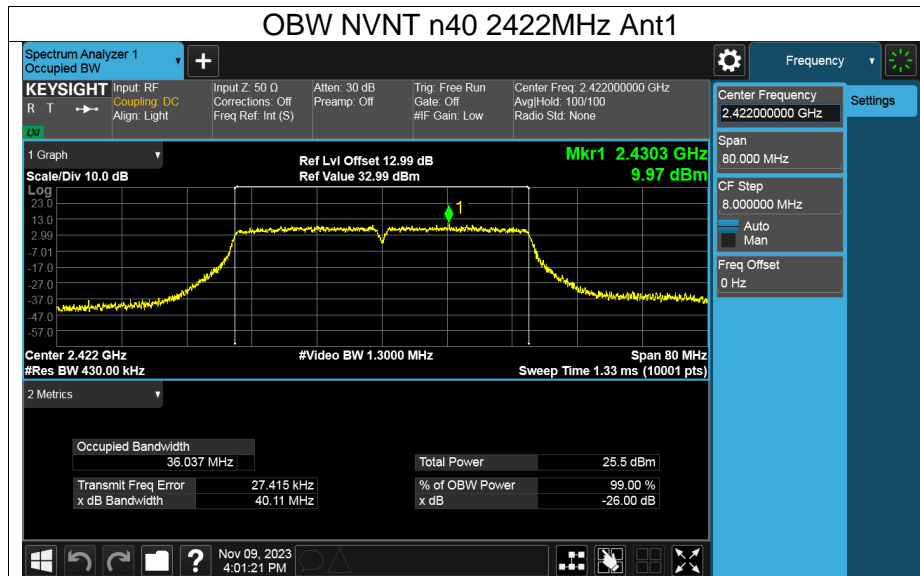 OBW NVNT n40 2422MHz Ant1
Spectrum Analyzer 1
Occupied BW
+
Frequency
KEYSIGHT
R T
LXI
Input: RF
Coupling: DC
Align: Light
Input Z: 50 Ω
Corrections: Off
Freq Ref: Int (S)
Atten: 30 dB
Preamp: Off
Trig: Free Run
Gate: Off
#IF Gain: Low
Center Freq: 2.422000000 GHz
Avg|Hold: 100/100
Radio Std: None
Center Frequency
2.422000000 GHz
Settings
Span
80.000 MHz
CF Step
8.000000 MHz
Auto
Man
Freq Offset
0 Hz
1 Graph
Scale/Div 10.0 dB
Ref Lvl Offset 12.99 dB
Ref Value 32.99 dBm
Mkr1 2.4303 GHz
9.97 dBm
Log
23.0
13.0
2.99
-7.01
-17.0
-27.0
-37.0
-47.0
-57.0
1
Center 2.422 GHz
#Res BW 430.00 kHz
#Video BW 1.3000 MHz
Span 80 MHz
Sweep Time 1.33 ms (10001 pts)
2 Metrics
Occupied Bandwidth
36.037 MHz
Total Power 25.5 dBm
Transmit Freq Error 27.415 kHz
% of OBW Power 99.00 %
x dB Bandwidth 40.11 MHz
x dB -26.00 dB
?
Nov 09, 2023
4:01:21 PM